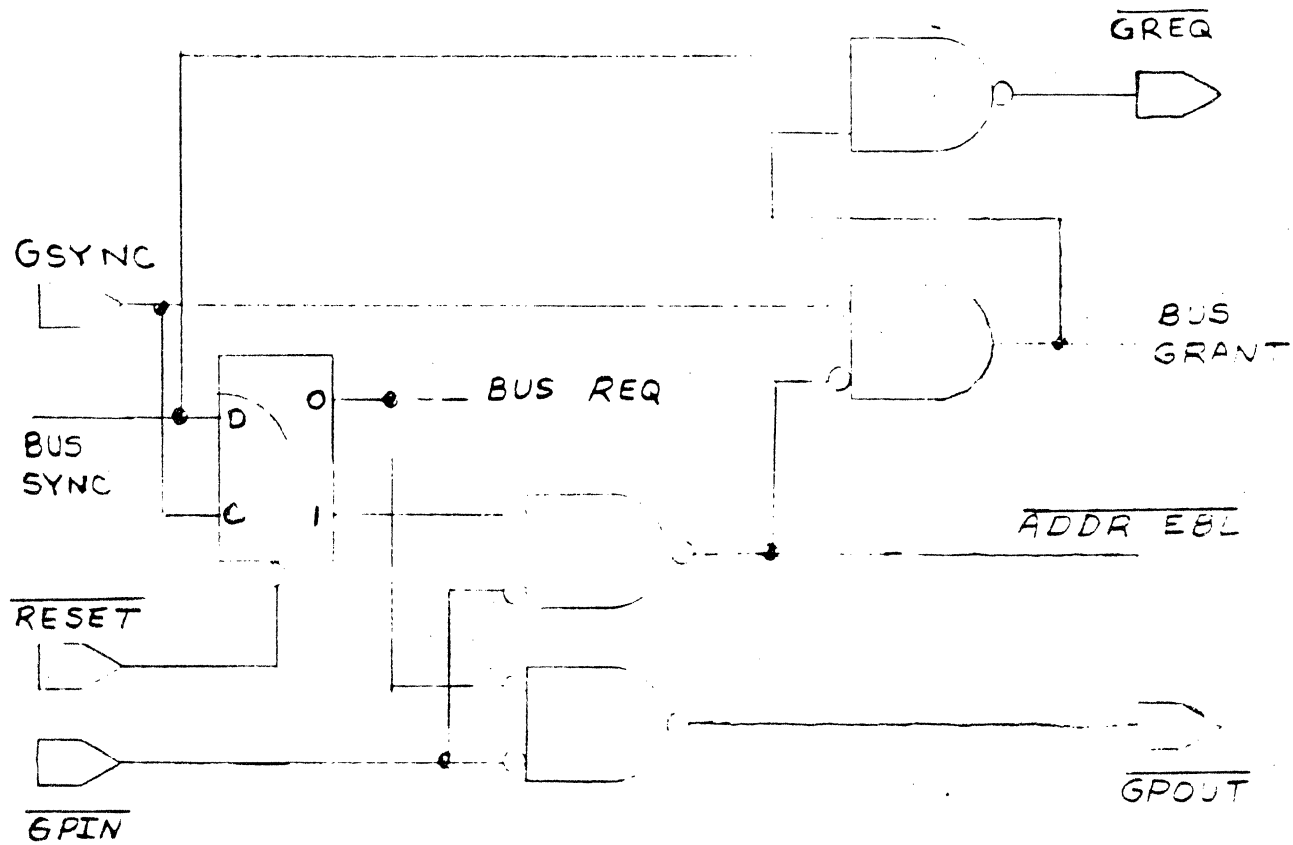 GREQ
GSYNC
BUS
GRANT
O
BUS REQ
D
BUS
SYNC
C
1
ADDR EBL
RESET
GPOUT
GPIN